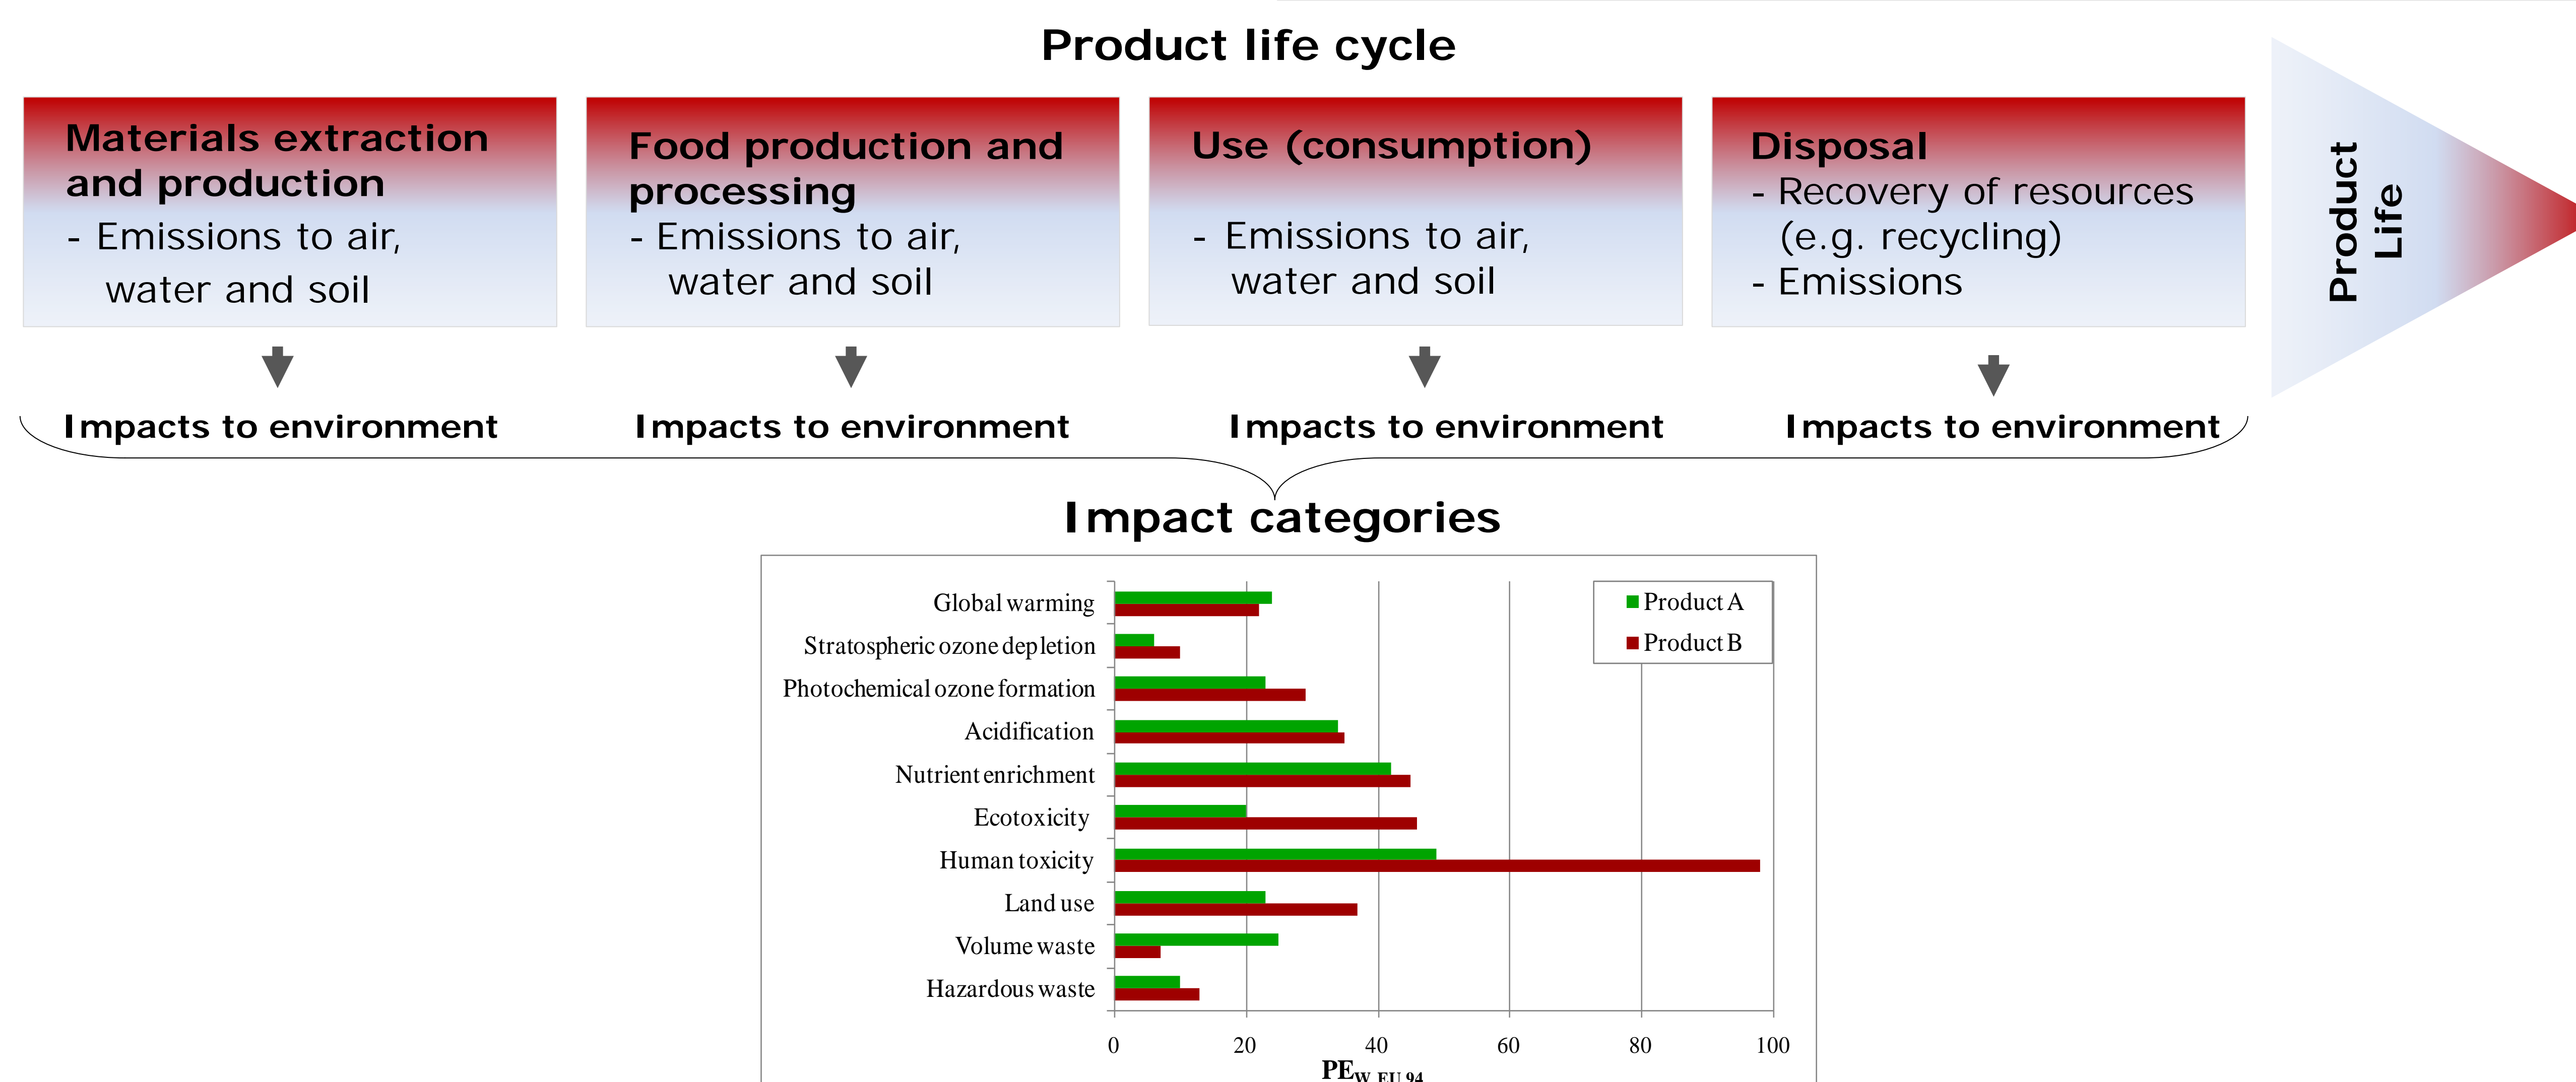 Product life cycle
Materials extraction
and production
- Emissions to air,
water and soil
Food production and
processing
- Emissions to air,
water and soil
Use (consumption)
- Emissions to air,
water and soil
Disposal
- Recovery of resources
(e.g. recycling)
- Emissions
Product
Life
Impacts to environment
Impacts to environment
Impacts to environment
Impacts to environment
Impact categories
Product A
Product B
Global warming
Stratospheric ozone depletion
Photochemical ozone formation
Acidification
Nutrient enrichment
Ecotoxicity
Human toxicity
Land use
Volume waste
Hazardous waste
0 20 40 60 80 100
PEW, EU 94